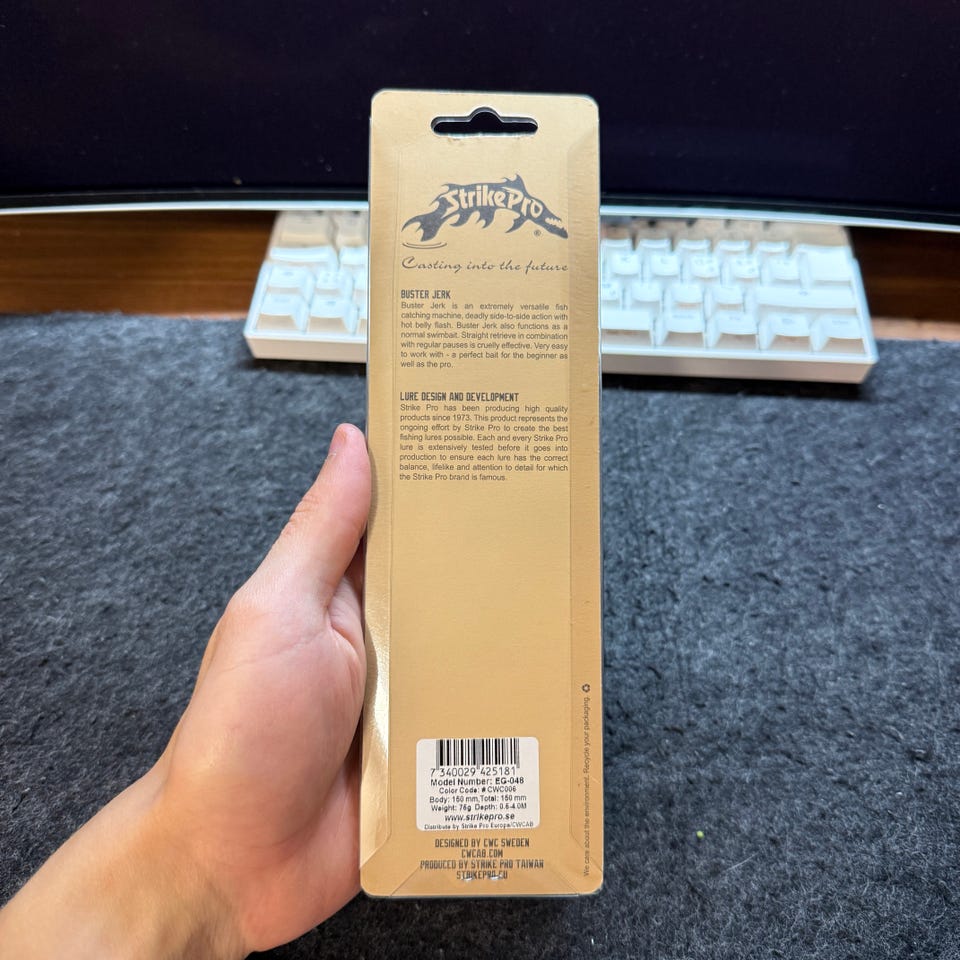 StrikePro
®
Casting into the future
BUSTER JERK
Buster Jerk is an extremely versatile fish
catching machine, deadly side-to-side action with
hot belly flash. Buster Jerk also functions as a
normal swimbait. Straight retrieve in combination
with regular pauses is cruelly effective. Very easy
to work with - a perfect bait for the beginner as
well as the pro.
LURE DESIGN AND DEVELOPMENT
Strike Pro has been producing high quality
products since 1973. This product represents the
ongoing effort by Strike Pro to create the best
fishing lures possible. Each and every Strike Pro
lure is extensively tested before it goes into
production to ensure each lure has the correct
balance, lifelike and attention to detail for which
the Strike Pro brand is famous.
We care about the environment. Recycle your packaging.
7 340029 425181
Model Number: EG-048
Color Code: #CWC006
Body: 150 mm,Total: 150 mm
Weight: 75g Depth: 0.5-4.0M
www.strikepro.se
Distribute by Strike Pro Europe/CWCAB
DESIGNED BY CWC SWEDEN
CWCAB.COM
PRODUCED BY STRIKE PRO TAIWAN
STRIKEPRO.EU